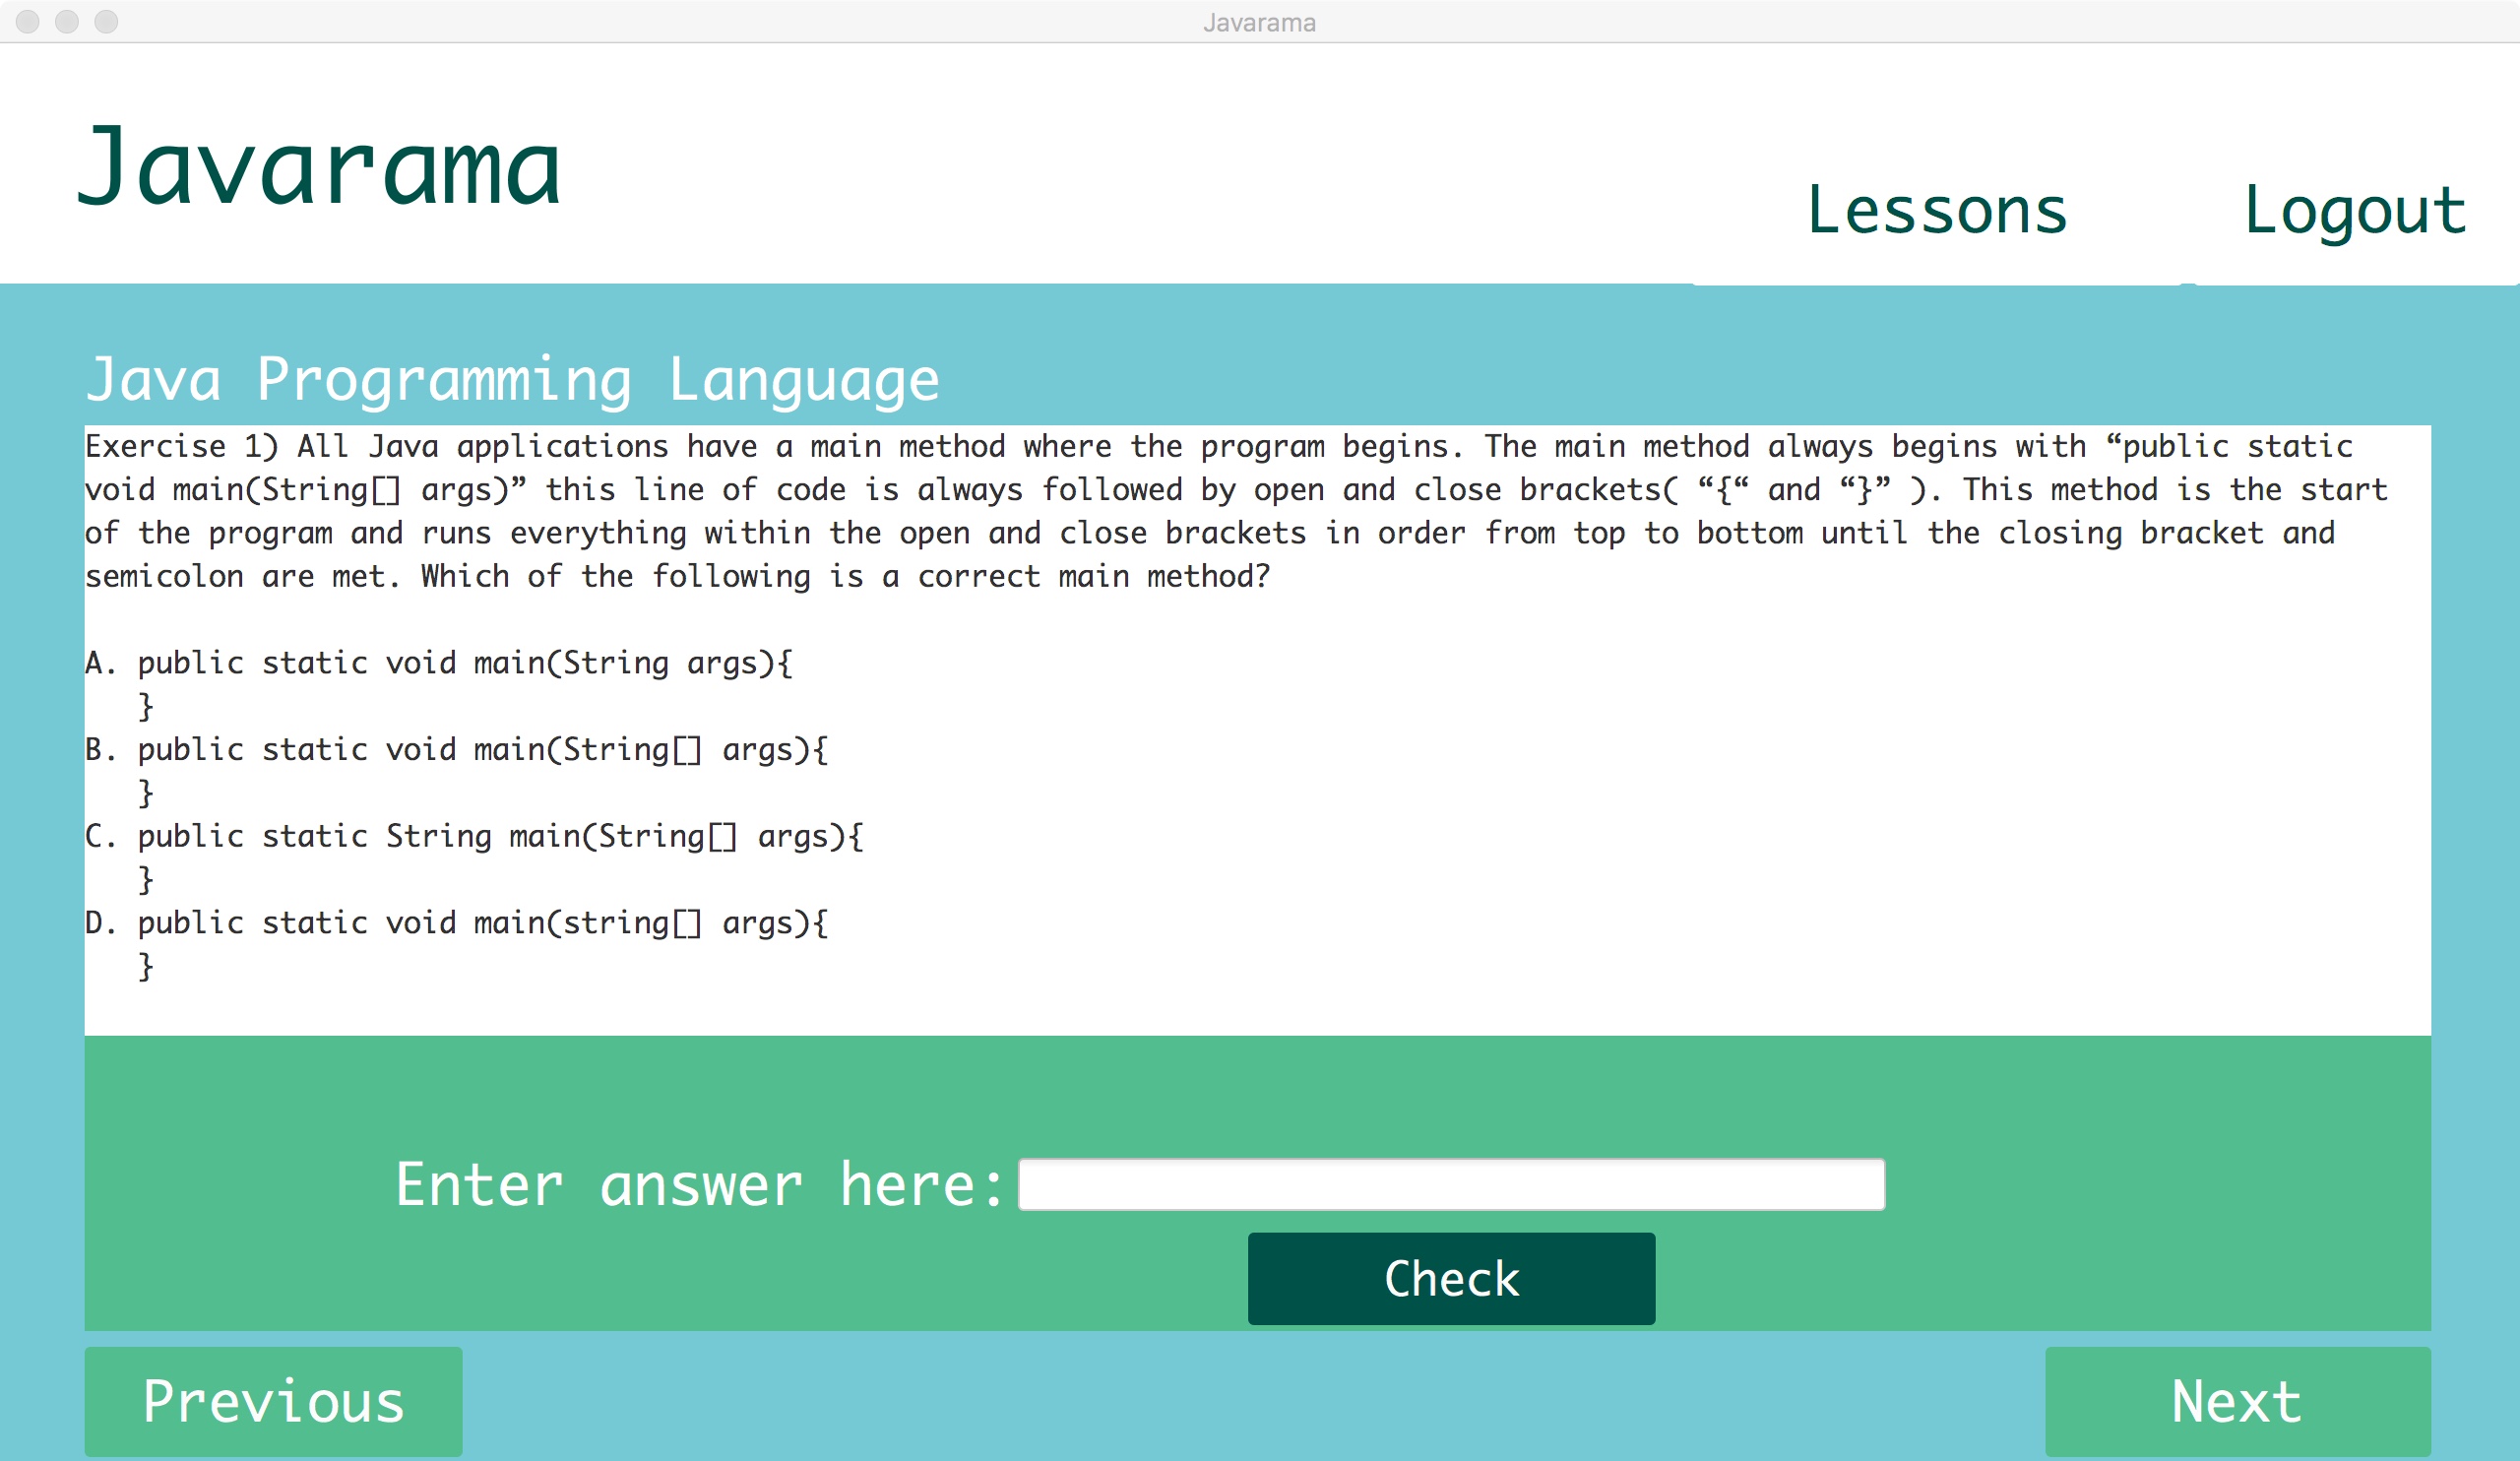 Javarama
Javarama
Lessons
Logout
Java Programming Language
Exercise 1) All Java applications have a main method where the program begins. The main method always begins with “public static
void main(String[] args)” this line of code is always followed by open and close brackets( “{“ and “}” ). This method is the start
of the program and runs everything within the open and close brackets in order from top to bottom until the closing bracket and
semicolon are met. Which of the following is a correct main method?
A. public static void main(String args){
}
B. public static void main(String[] args){
}
C. public static String main(String[] args){
}
D. public static void main(string[] args){
}
Enter answer here:
Check
Previous
Next